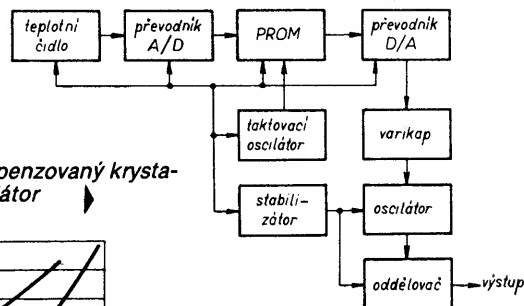 teplotní
čidlo
převodník
A/D
PROM
převodník
D/A
taktovací
oscilátor
varikap
penzovaný krysta-
átor
stabili-
zátor
oscilátor
oddělovač
výstup